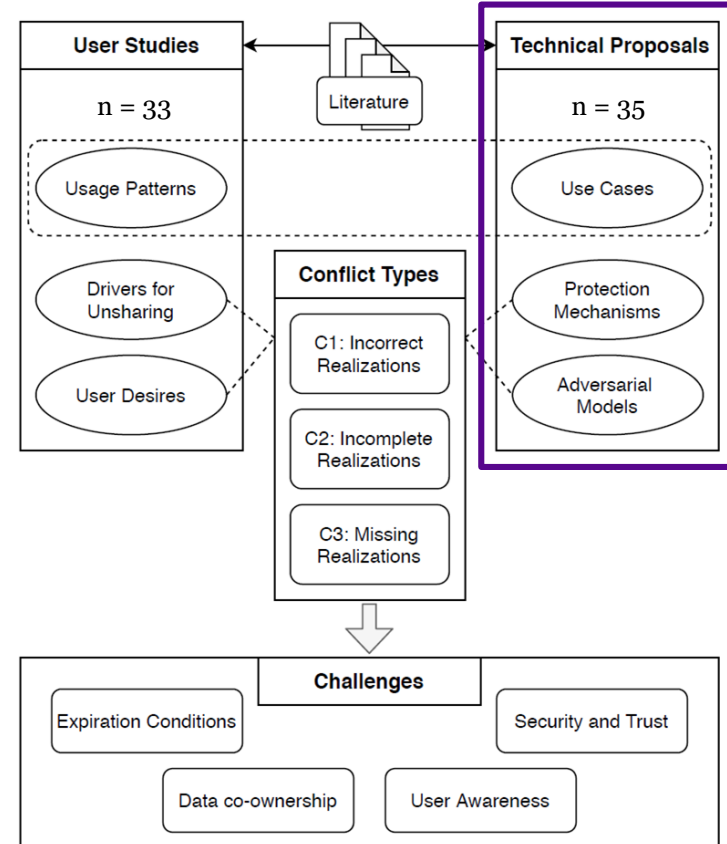 User Studies
Literature
Technical Proposals
n = 33
n = 35
Usage Patterns
Use Cases
Drivers for
Unsharing
User Desires
Conflict Types
C1: Incorrect
Realizations
C2: Incomplete
Realizations
C3: Missing
Realizations
Protection
Mechanisms
Adversarial
Models
Challenges
Expiration Conditions
Security and Trust
Data co-ownership
User Awareness